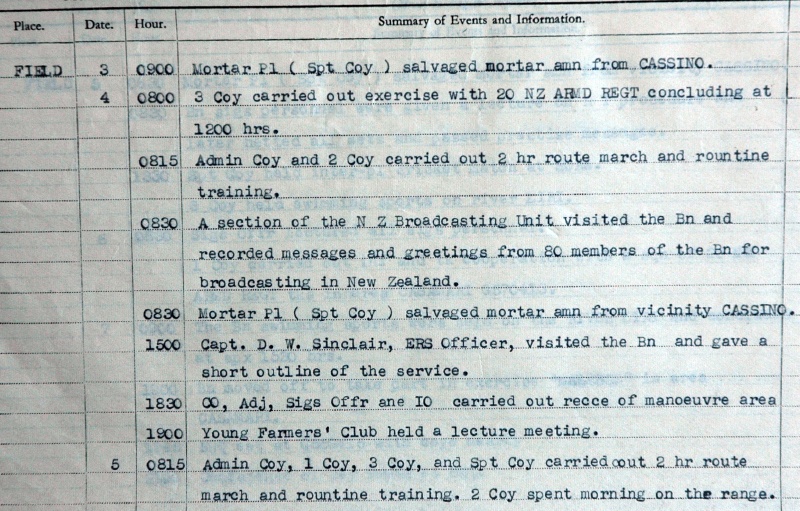 Place. Date. Hour. Summary of Events and Information.
FIELD 3 0900 Mortar Pl ( Spt Coy ) salvaged mortar amn from CASSINO.
4 0800 3 Coy carried out exercise with 20 NZ ARMD REGT concluding at
1200 hrs.
0815 Admin Coy and 2 Coy carried out 2 hr route march and rountine
training.
0830 A section of the N Z Broadcasting Unit visited the Bn and
recorded messages and greetings from 80 members of the Bn for
broadcasting in New Zealand.
0830 Mortar Pl ( Spt Coy ) salvaged mortar amn from vicinity CASSINO.
1500 Capt. D. W. Sinclair, ERS Officer, visited the Bn and gave a
short outline of the service.
1830 CO, Adj, Sigs Offr ane IO carried out recce of manoeuvre area
1900 Young Farmers' Club held a lecture meeting.
5 0815 Admin Coy, 1 Coy, 3 Coy, and Spt Coy carried out 2 hr route
march and rountine training. 2 Coy spent morning on the range.